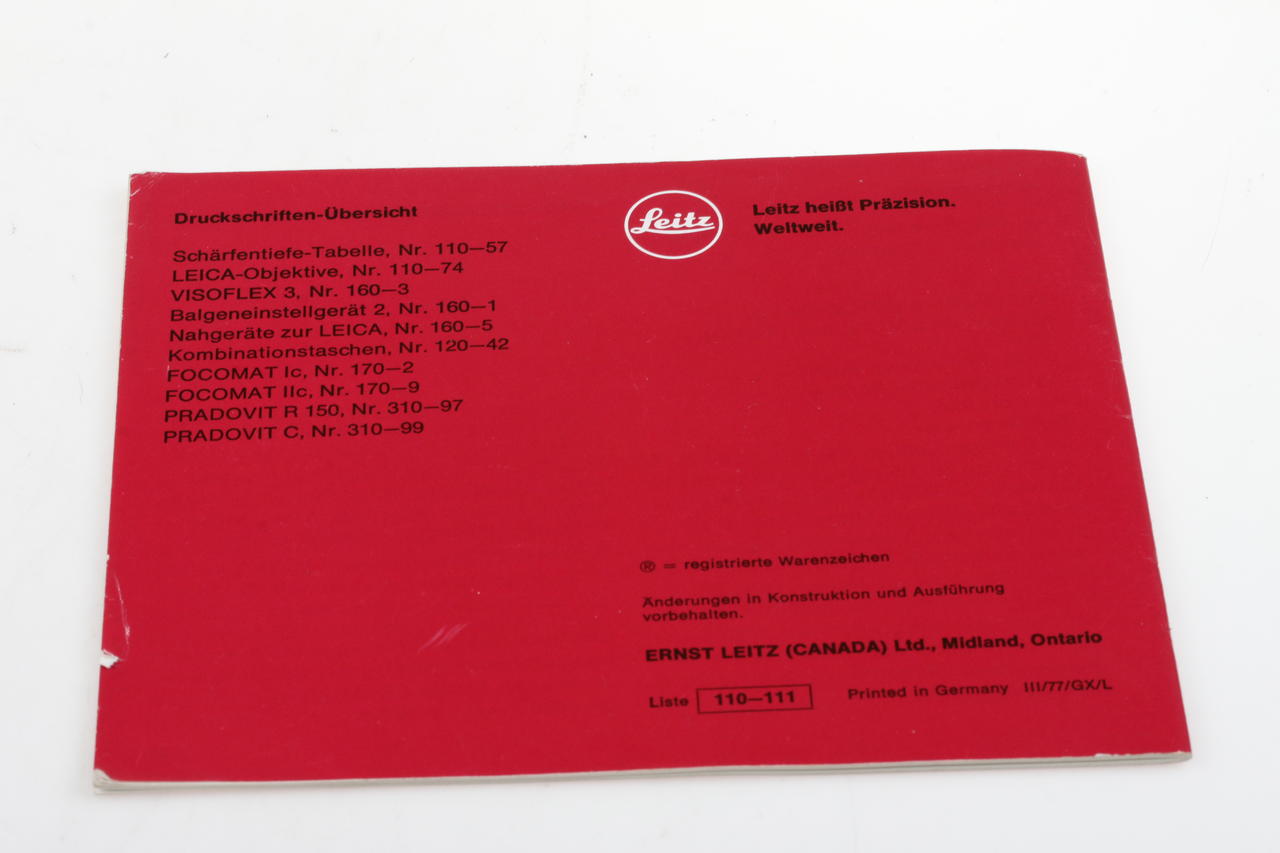 Druckschriften-Übersicht
Schärfentiefe-Tabelle, Nr. 110—57
LEICA-Objektive, Nr. 110—74
VISOFLEX 3, Nr. 160—3
Balgeneinstellgerät 2, Nr. 160—1
Nahgeräte zur LEICA, Nr. 160—5
Kombinationstaschen, Nr. 120—42
FOCOMAT Ic, Nr. 170—2
FOCOMAT IIc, Nr. 170—9
PRADOVIT R 150, Nr. 310—97
PRADOVIT C, Nr. 310—99
Leitz
Leitz heißt Präzision.
Weltweit.
® = registrierte Warenzeichen
Änderungen in Konstruktion und Ausführung
vorbehalten.
ERNST LEITZ (CANADA) Ltd., Midland, Ontario
Liste 110—111 Printed in Germany III/77/GX/L